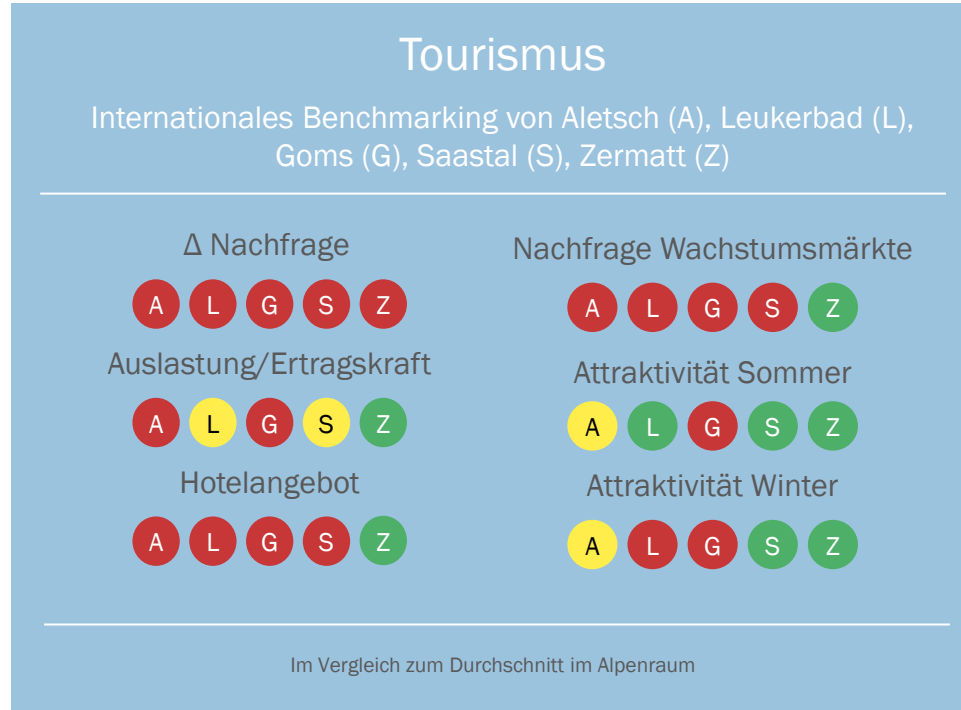 Tourismus
Internationales Benchmarking von Aletsch (A), Leukerbad (L),
Goms (G), Saastal (S), Zermatt (Z)
Δ Nachfrage
A L G S Z
Auslastung/Ertragskraft
A L G S Z
Hotelangebot
A L G S Z
Nachfrage Wachstumsmärkte
A L G S Z
Attraktivität Sommer
A L G S Z
Attraktivität Winter
A L G S Z
Im Vergleich zum Durchschnitt im Alpenraum